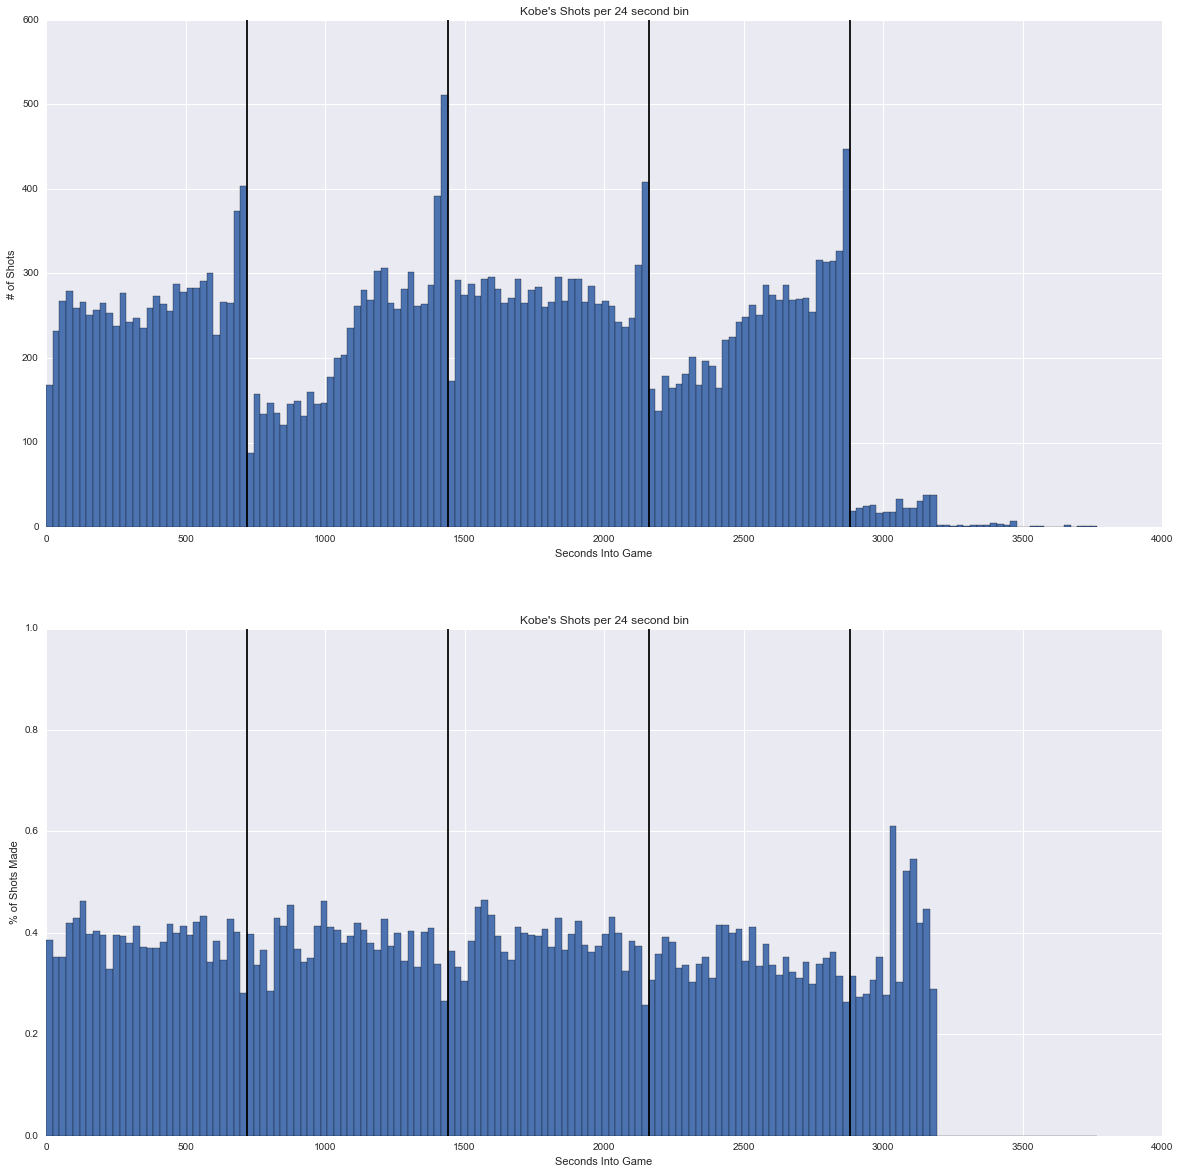 Kobe's Shots per 24 second bin
600
500
400
300
200
100
0
# of Shots
0 500 1000 1500 2000 2500 3000 3500 4000
Seconds Into Game
Kobe's Shots per 24 second bin
1.0
0.8
0.6
0.4
0.2
0.0
% of Shots Made
0 500 1000 1500 2000 2500 3000 3500 4000
Seconds Into Game